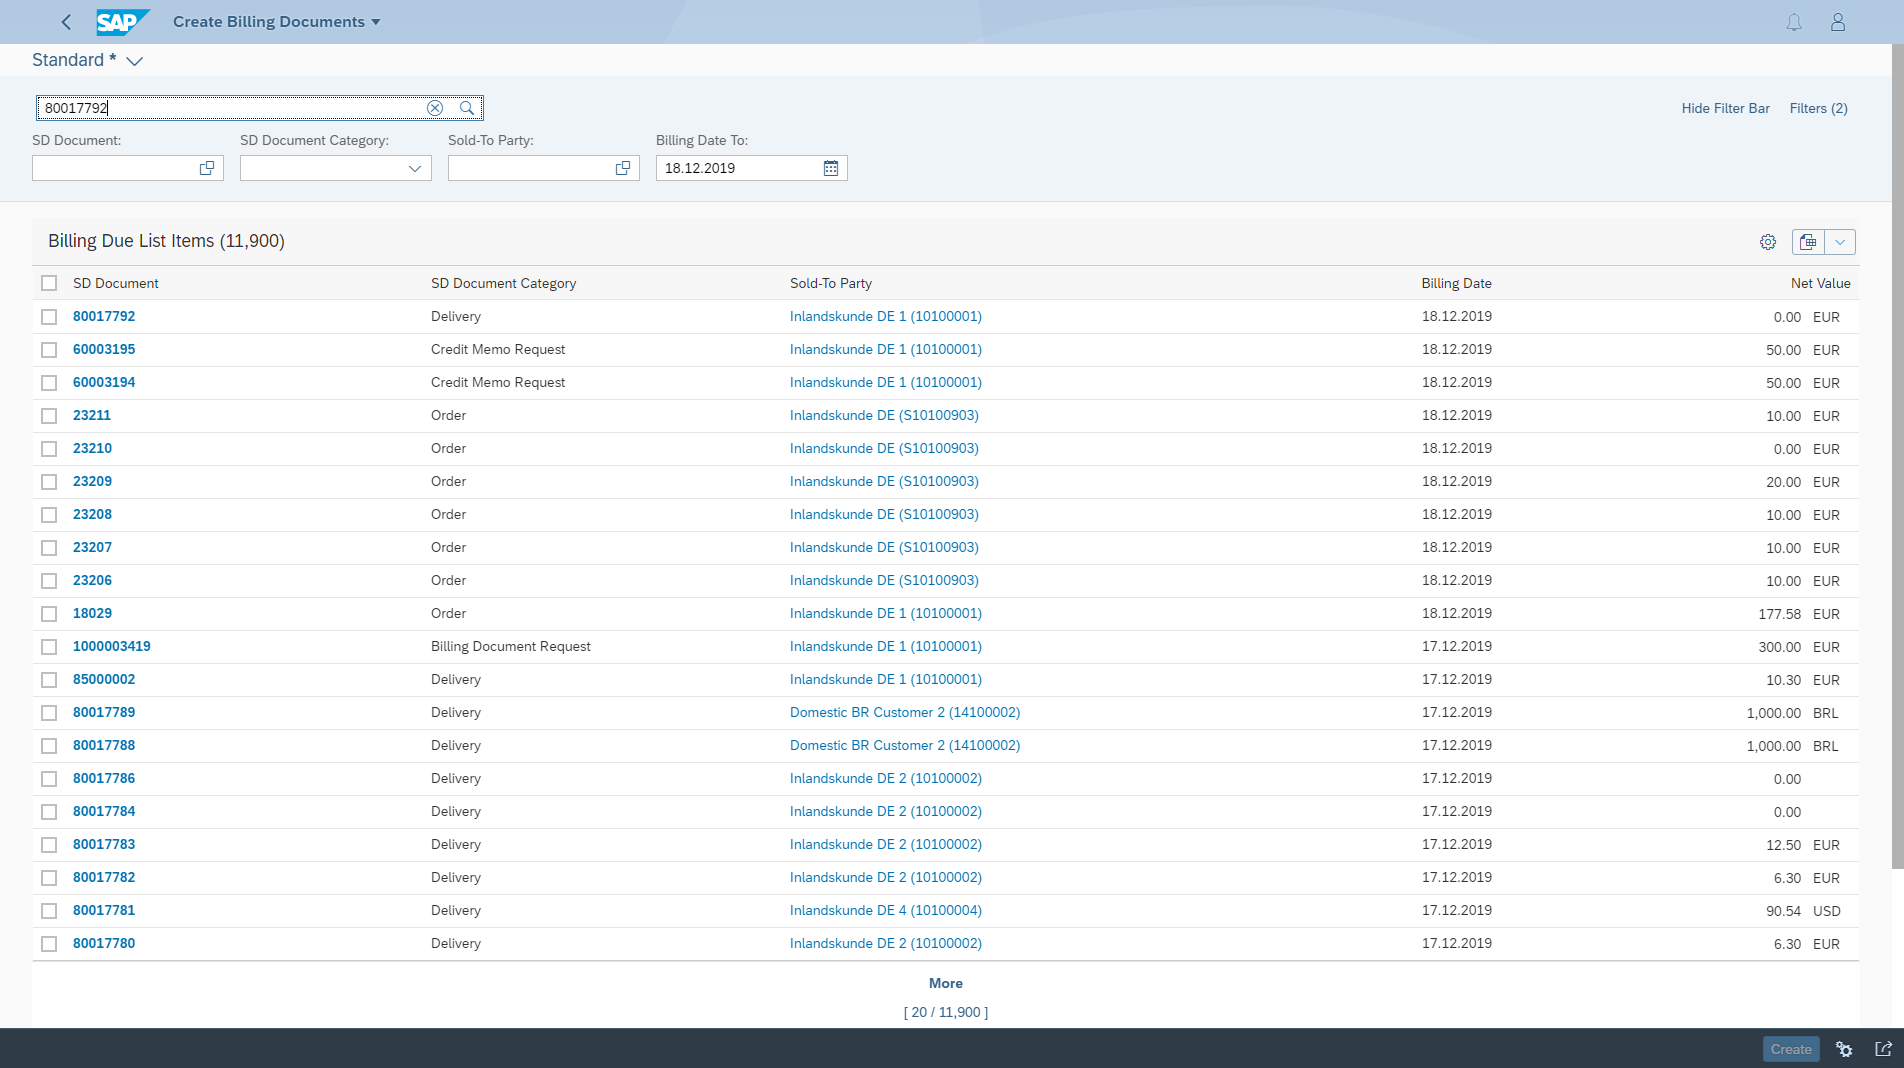 SAP Create Billing Documents
Standard *
80017792
Hide Filter Bar Filters (2)
SD Document: SD Document Category: Sold-To Party: Billing Date To:
18.12.2019
Billing Due List Items (11,900)
SD Document SD Document Category Sold-To Party Billing Date Net Value
80017792 Delivery Inlandskunde DE 1 (10100001) 18.12.2019 0.00 EUR
60003195 Credit Memo Request Inlandskunde DE 1 (10100001) 18.12.2019 50.00 EUR
60003194 Credit Memo Request Inlandskunde DE 1 (10100001) 18.12.2019 50.00 EUR
23211 Order Inlandskunde DE (S10100903) 18.12.2019 10.00 EUR
23210 Order Inlandskunde DE (S10100903) 18.12.2019 0.00 EUR
23209 Order Inlandskunde DE (S10100903) 18.12.2019 20.00 EUR
23208 Order Inlandskunde DE (S10100903) 18.12.2019 10.00 EUR
23207 Order Inlandskunde DE (S10100903) 18.12.2019 10.00 EUR
23206 Order Inlandskunde DE (S10100903) 18.12.2019 10.00 EUR
18029 Order Inlandskunde DE 1 (10100001) 18.12.2019 177.58 EUR
1000003419 Billing Document Request Inlandskunde DE 1 (10100001) 17.12.2019 300.00 EUR
85000002 Delivery Inlandskunde DE 1 (10100001) 17.12.2019 10.30 EUR
80017789 Delivery Domestic BR Customer 2 (14100002) 17.12.2019 1,000.00 BRL
80017788 Delivery Domestic BR Customer 2 (14100002) 17.12.2019 1,000.00 BRL
80017786 Delivery Inlandskunde DE 2 (10100002) 17.12.2019 0.00
80017784 Delivery Inlandskunde DE 2 (10100002) 17.12.2019 0.00
80017783 Delivery Inlandskunde DE 2 (10100002) 17.12.2019 12.50 EUR
80017782 Delivery Inlandskunde DE 2 (10100002) 17.12.2019 6.30 EUR
80017781 Delivery Inlandskunde DE 4 (10100004) 17.12.2019 90.54 USD
80017780 Delivery Inlandskunde DE 2 (10100002) 17.12.2019 6.30 EUR
More
[ 20 / 11,900 ]
Create